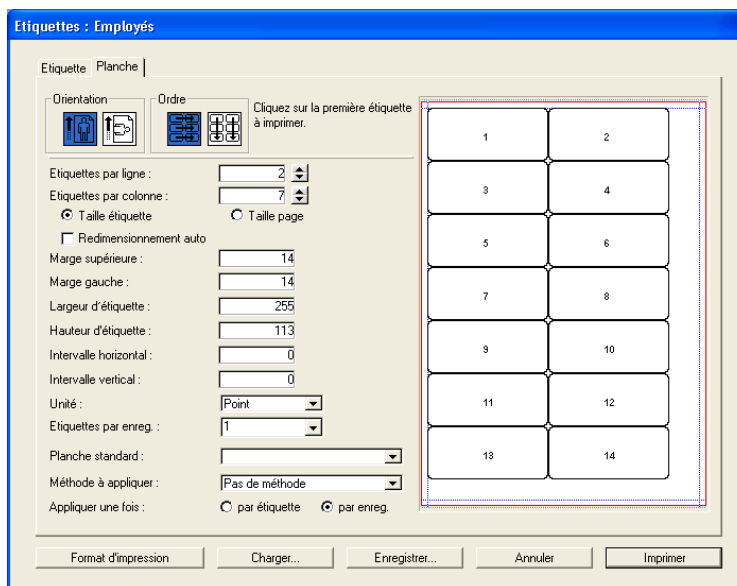 Etiquettes : Employés
Etiquette Planche
Orientation Ordre
Cliquez sur la première étiquette
à imprimer.
Etiquettes par ligne : 2
Etiquettes par colonne : 7
Taille étiquette Taille page
Redimensionnement auto
Marge supérieure : 14
Marge gauche : 14
Largeur d'étiquette : 255
Hauteur d'étiquette : 113
Intervalle horizontal : 0
Intervalle vertical : 0
Unité : Point
Etiquettes par enreg. : 1
Planche standard :
Méthode à appliquer : Pas de méthode
Appliquer une fois : par étiquette par enreg.
1 2
3 4
5 6
7 8
9 10
11 12
13 14
Format d'impression Charger... Enregistrer... Annuler Imprimer